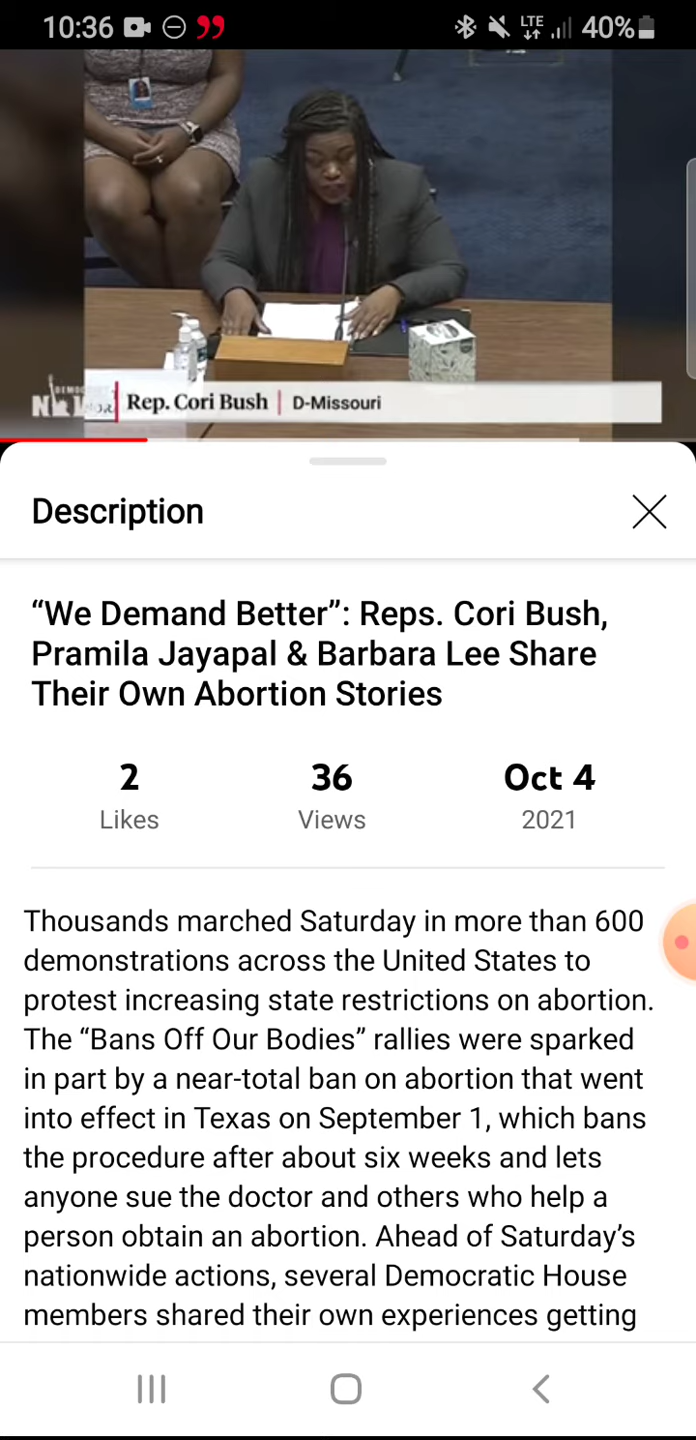 10:36
LTE
40%
DEMOC
N
Rep. Cori Bush | D-Missouri
Description
“We Demand Better”: Reps. Cori Bush,
Pramila Jayapal & Barbara Lee Share
Their Own Abortion Stories
2
36
Oct 4
Likes
Views
2021
Thousands marched Saturday in more than 600
demonstrations across the United States to
protest increasing state restrictions on abortion.
The “Bans Off Our Bodies” rallies were sparked
in part by a near-total ban on abortion that went
into effect in Texas on September 1, which bans
the procedure after about six weeks and lets
anyone sue the doctor and others who help a
person obtain an abortion. Ahead of Saturday’s
nationwide actions, several Democratic House
members shared their own experiences getting